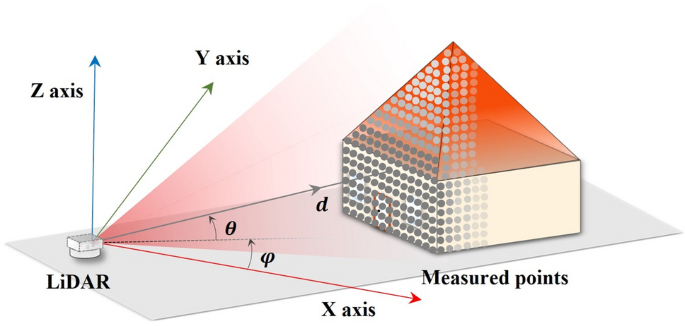 Y axis
Z axis
d
θ
φ
LiDAR
Measured points
X axis